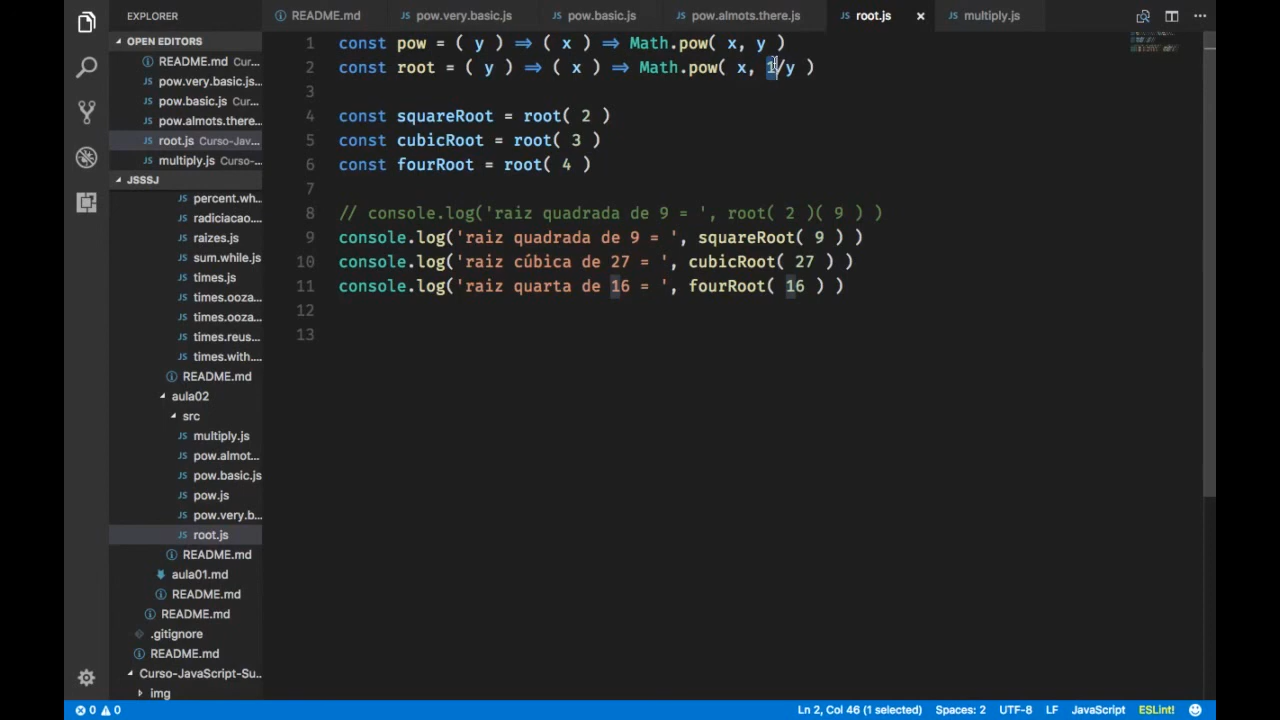 EXPLORER
README.md
pow.very.basic.js
pow.basic.js
pow.almots.there.js
root.js
multiply.js
OPEN EDITORS
README.md Cur...
pow.very.basic.js...
pow.basic.js Cur...
pow.almots.there...
root.js Curso-Jav...
multiply.js Curso-...
JSSSJ
percent.wh...
radiciacao....
raizes.js
sum.while.js
times.js
times.ooza...
times.ooza...
times.reus...
times.with....
README.md
aula02
src
multiply.js
pow.almot...
pow.basic.js
pow.js
pow.very.b...
root.js
README.md
aula01.md
README.md
README.md
.gitignore
README.md
Curso-JavaScript-Su...
img
1 const pow = ( y ) => ( x ) => Math.pow( x, y )
2 const root = ( y ) => ( x ) => Math.pow( x, 1/y )
3
4 const squareRoot = root( 2 )
5 const cubicRoot = root( 3 )
6 const fourRoot = root( 4 )
7
8 // console.log('raiz quadrada de 9 = ', root( 2 )( 9 ) )
9 console.log('raiz quadrada de 9 = ', squareRoot( 9 ) )
10 console.log('raiz cúbica de 27 = ', cubicRoot( 27 ) )
11 console.log('raiz quarta de 16 = ', fourRoot( 16 ) )
12
13
0 0 Ln 2, Col 46 (1 selected) Spaces: 2 UTF-8 LF JavaScript ESLint!